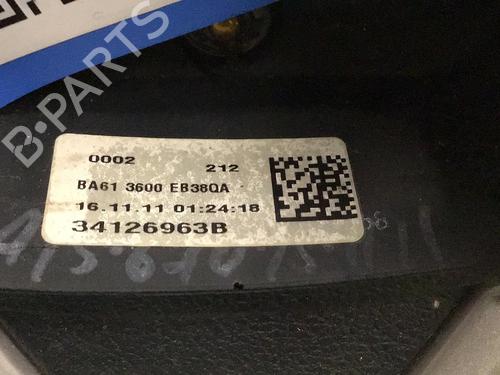 B-PARTS
0002 212
BA61 3600 EB38QA
16.11.11 01:24:18
34126963B